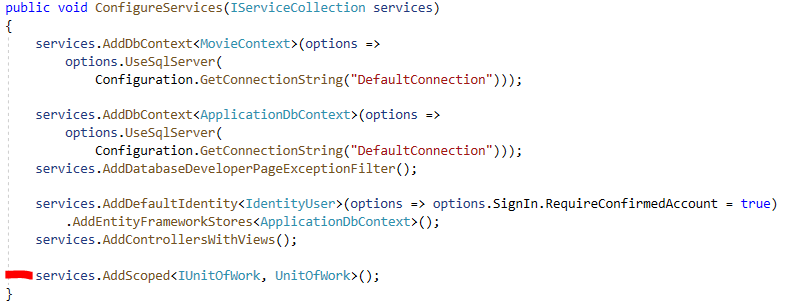 public void ConfigureServices(IServiceCollection services)
{
services.AddDbContext<MovieContext>(options =>
options.UseSqlServer(
Configuration.GetConnectionString("DefaultConnection")));
services.AddDbContext<ApplicationDbContext>(options =>
options.UseSqlServer(
Configuration.GetConnectionString("DefaultConnection")));
services.AddDatabaseDeveloperPageExceptionFilter();
services.AddDefaultIdentity<IdentityUser>(options => options.SignIn.RequireConfirmedAccount = true)
.AddEntityFrameworkStores<ApplicationDbContext>();
services.AddControllersWithViews();
services.AddScoped<IUnitOfWork, UnitOfWork>();
}